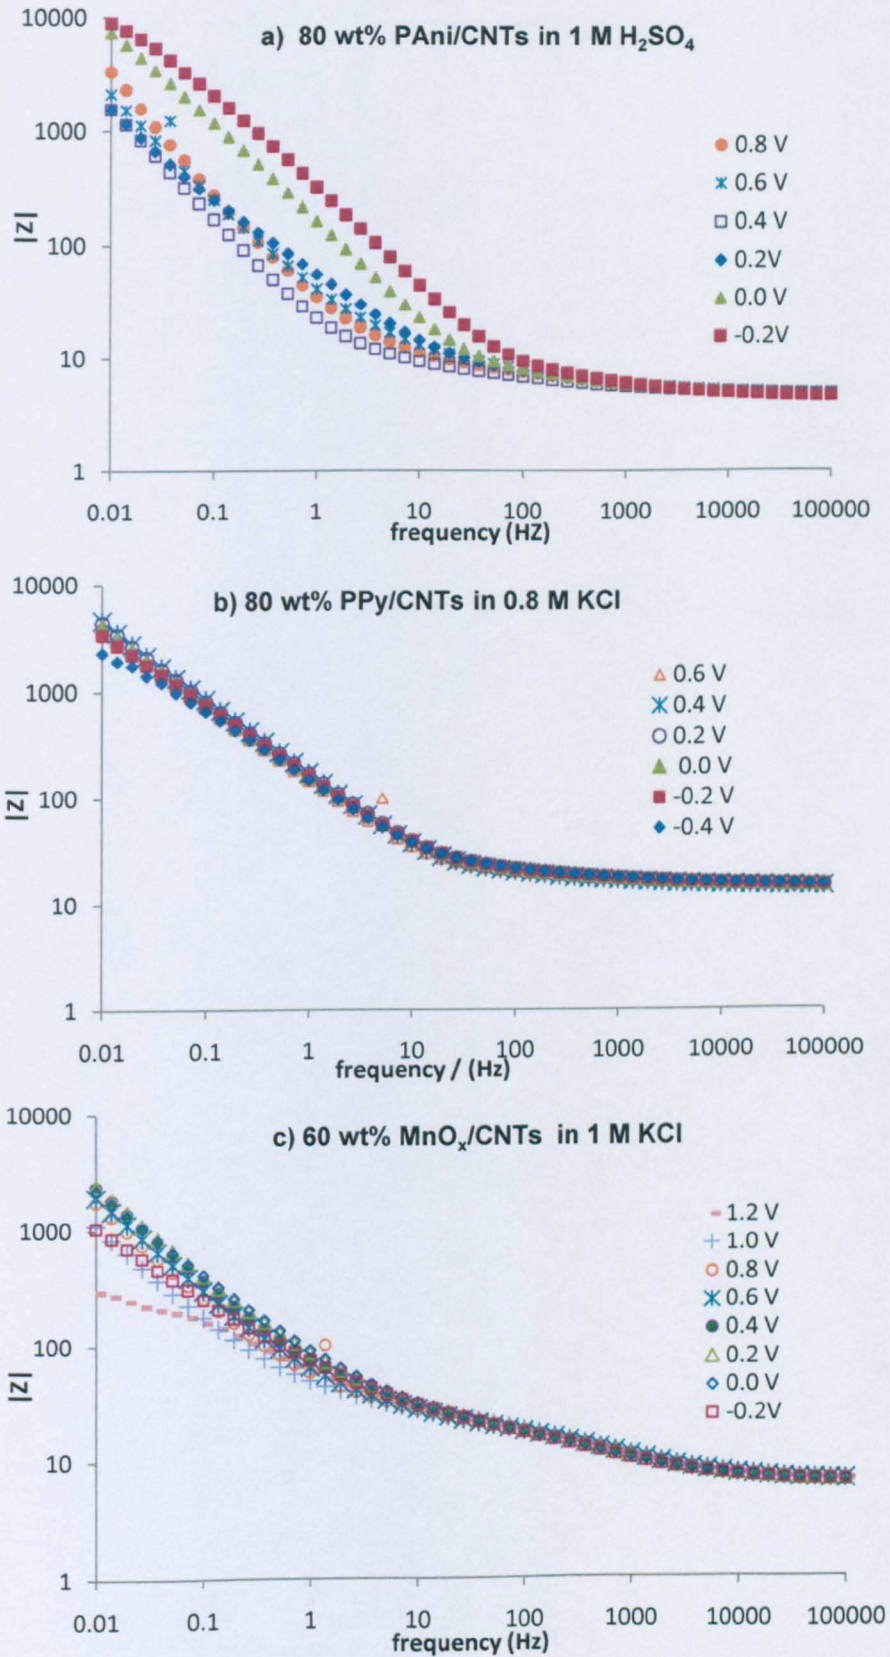 a) 80 wt% PAni/CNTs in 1 M H₂SO₄
10000
1000
100
10
1
|Z|
0.8 V
0.6 V
0.4 V
0.2V
0.0 V
-0.2V
0.01 0.1 1 10 100 1000 10000 100000
frequency (HZ)
b) 80 wt% PPy/CNTs in 0.8 M KCl
10000
1000
100
10
1
|Z|
0.6 V
0.4 V
0.2 V
0.0 V
-0.2 V
-0.4 V
0.01 0.1 1 10 100 1000 10000 100000
frequency / (Hz)
c) 60 wt% MnOₓ/CNTs in 1 M KCl
10000
1000
100
10
1
|Z|
1.2 V
1.0 V
0.8 V
0.6 V
0.4 V
0.2 V
0.0 V
-0.2V
0.01 0.1 1 10 100 1000 10000 100000
frequency (Hz)